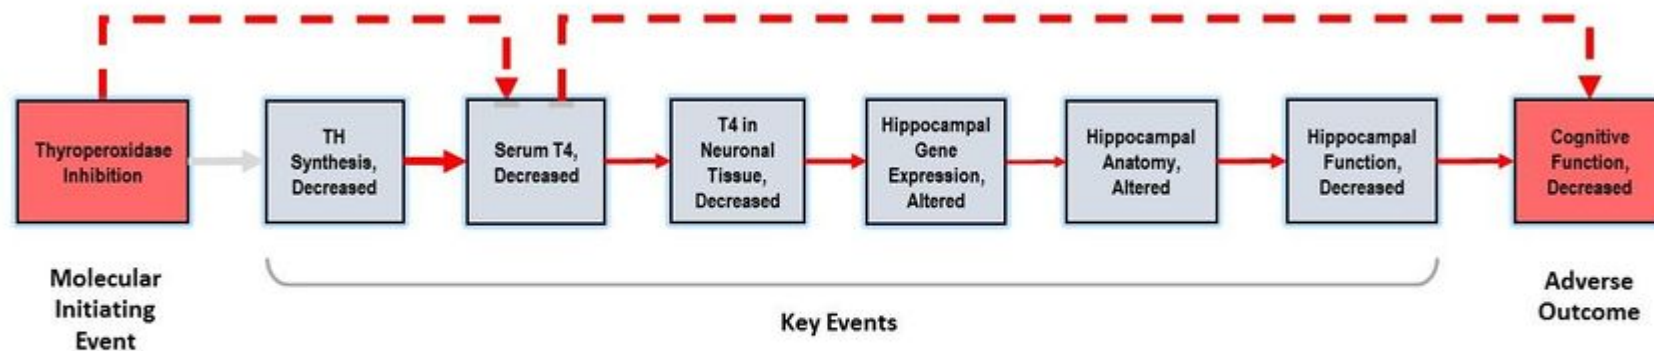 Thyroperoxidase
Inhibition
TH
Synthesis,
Decreased
Serum T4,
Decreased
T4 in
Neuronal
Tissue,
Decreased
Hippocampal
Gene
Expression,
Altered
Hippocampal
Anatomy,
Altered
Hippocampal
Function,
Decreased
Cognitive
Function,
Decreased
Molecular
Initiating
Event
Key Events
Adverse
Outcome